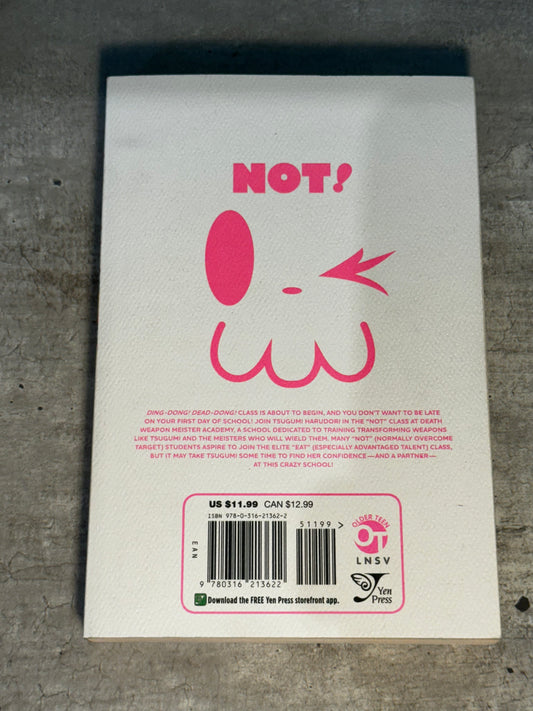 NOT!
DING-DONG! DEAD-DONG! CLASS IS ABOUT TO BEGIN, AND YOU DON'T WANT TO BE LATE
ON YOUR FIRST DAY OF SCHOOL! JOIN TSUGUMI HARUDORI IN THE "NOT" CLASS AT DEATH
WEAPON MEISTER ACADEMY, A SCHOOL DEDICATED TO TRAINING TRANSFORMING WEAPONS
LIKE TSUGUMI AND THE MEISTERS WHO WILL WIELD THEM. MANY "NOT" (NORMALLY OVERCOME
TARGET) STUDENTS ASPIRE TO JOIN THE ELITE "EAT" (ESPECIALLY ADVANTAGED TALENT) CLASS,
BUT IT MAY TAKE TSUGUMI SOME TIME TO FIND HER CONFIDENCE—AND A PARTNER—
AT THIS CRAZY SCHOOL!
US $11.99 CAN $12.99
ISBN 978-0-316-21362-2
51199 >
EAN
9 780316 213622
Download the FREE Yen Press storefront app.
OLDER TEEN
OT
LNSV
Yen
Press